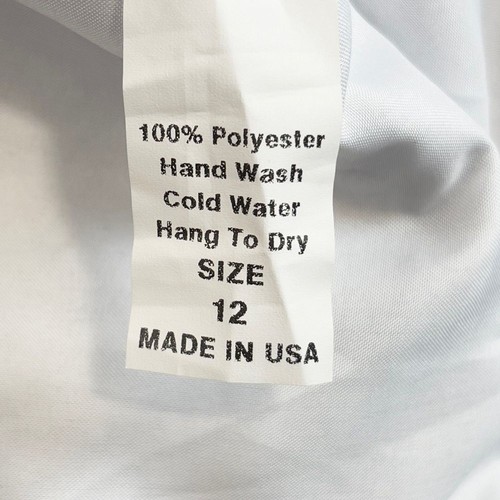 100% Polyester
Hand Wash
Cold Water
Hang To Dry
SIZE
12
MADE IN USA